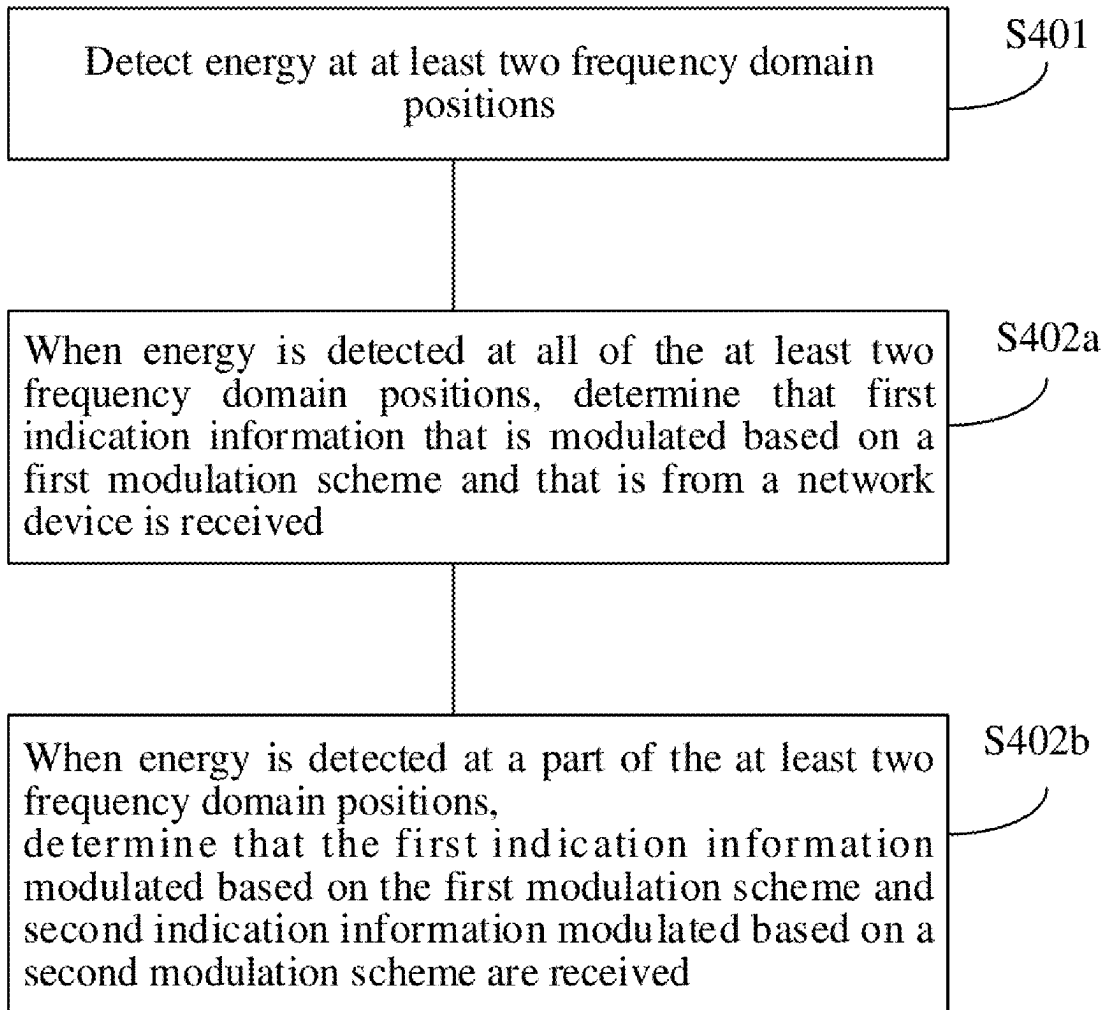 Detect energy at at least two frequency domain
positions
S401
When energy is detected at all of the at least two
frequency domain positions, determine that first
indication information that is modulated based on a
first modulation scheme and that is from a network
device is received
S402a
When energy is detected at a part of the at least two
frequency domain positions,
determine that the first indication information
modulated based on the first modulation scheme and
second indication information modulated based on a
second modulation scheme are received
S402b